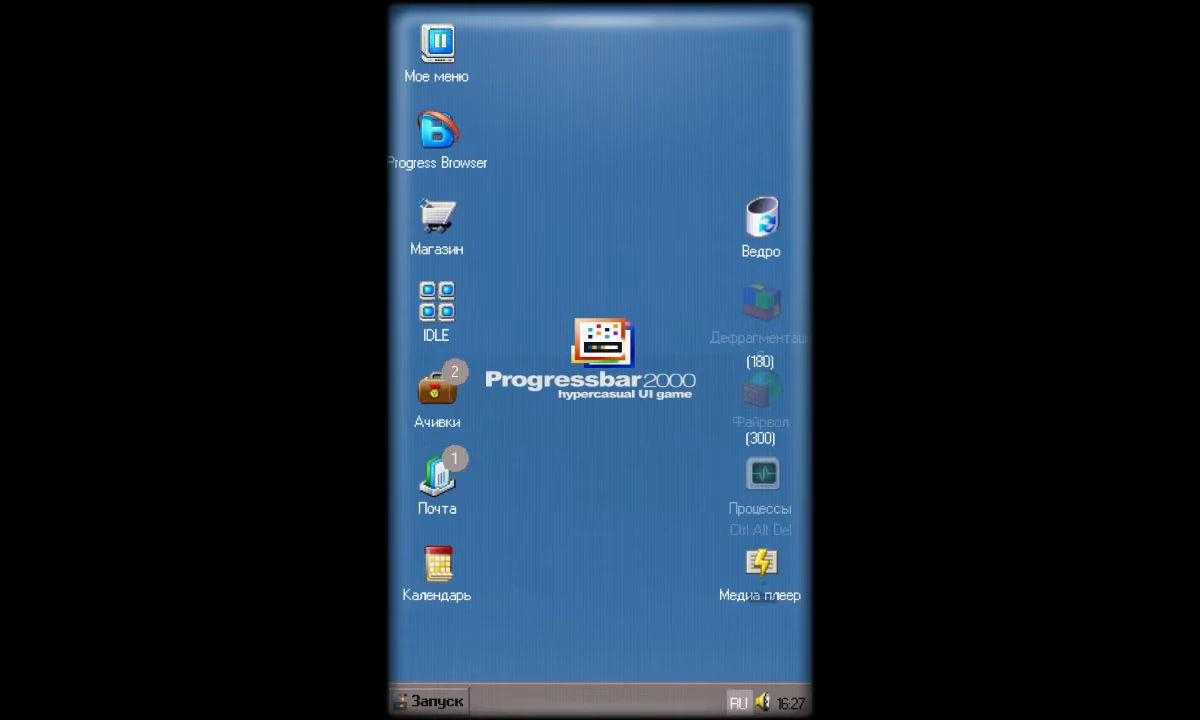 Мое меню
Progress Browser
Магазин
IDLE
2
Ачивки
1
Почта
Календарь
Progressbar2000
hypercasual UI game
Ведро
Дефрагментац
(180)
Файрвол
(300)
Процессы
Ctrl Alt Del
Медиа плеер
Запуск
RU
16:27